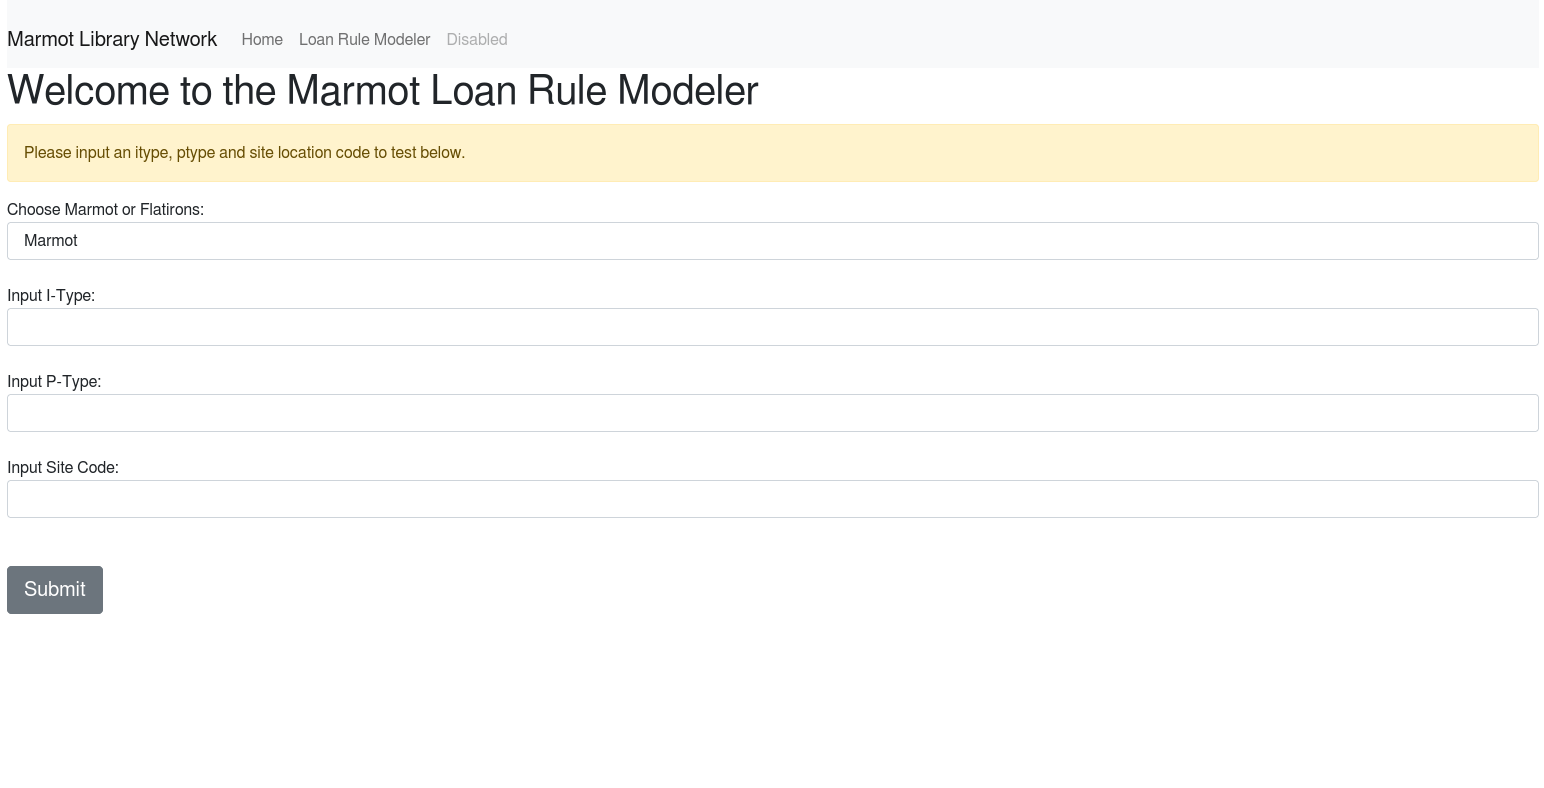 Marmot Library Network Home Loan Rule Modeler Disabled
Welcome to the Marmot Loan Rule Modeler
Please input an itype, ptype and site location code to test below.
Choose Marmot or Flatirons:
Marmot
Input I-Type:
Input P-Type:
Input Site Code:
Submit